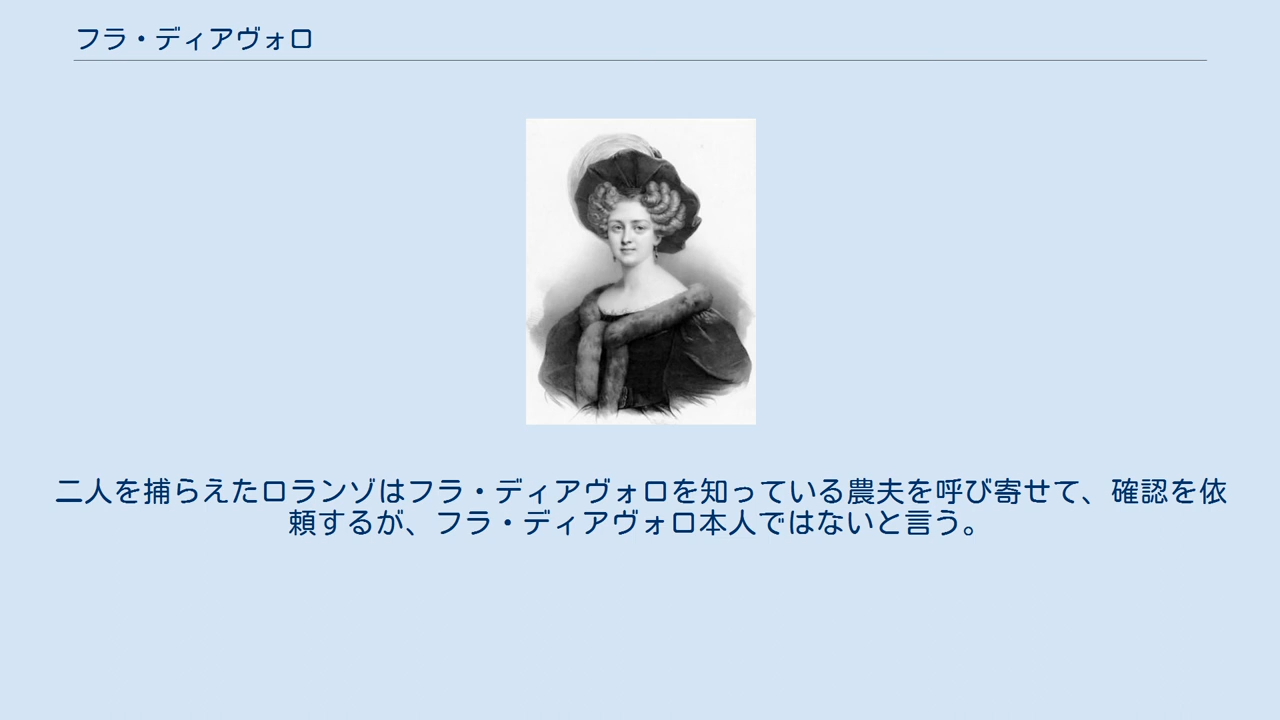 フラ・ディアヴォロ
二人を捕らえたロランゾはフラ・ディアヴォロを知っている農夫を呼び寄せて、確認を依
頼するが、フラ・ディアヴォロ本人ではないと言う。